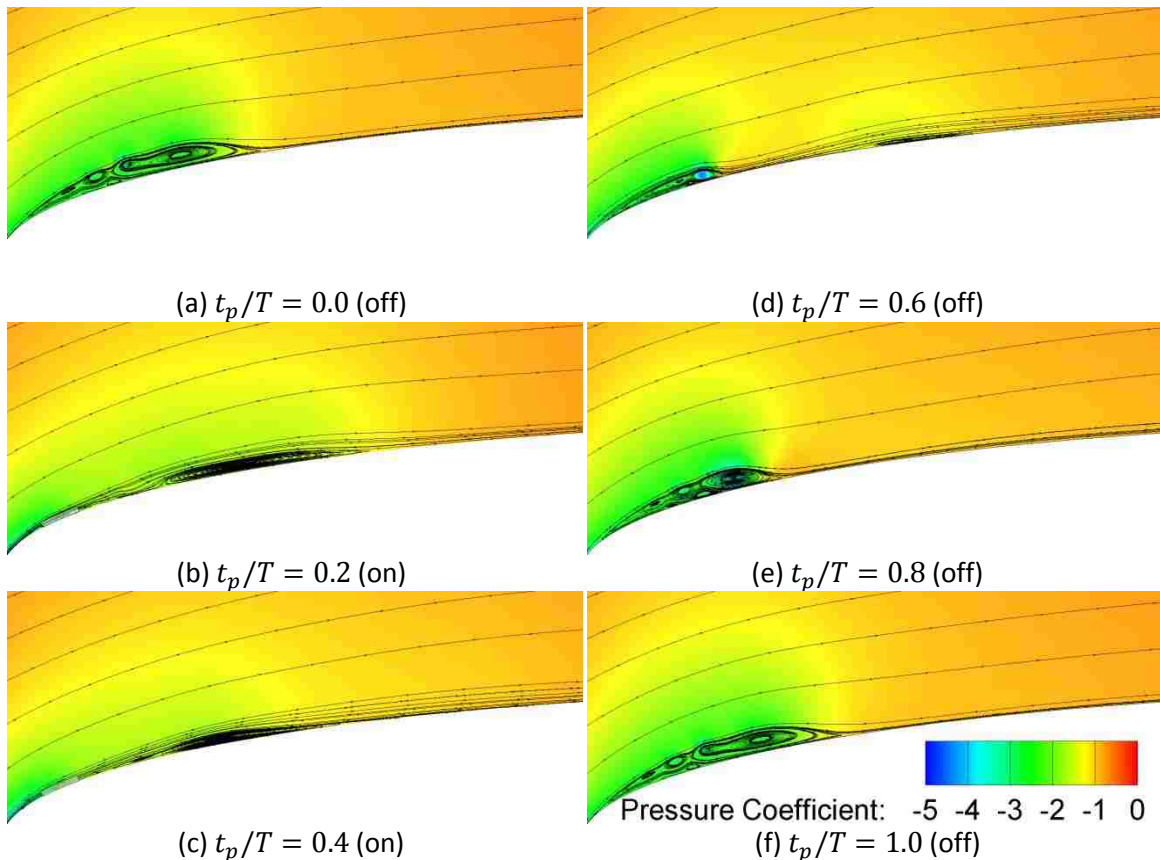 (a) t_p/T = 0.0 (off)
(d) t_p/T = 0.6 (off)
(b) t_p/T = 0.2 (on)
(e) t_p/T = 0.8 (off)
Pressure Coefficient: -5 -4 -3 -2 -1 0
(c) t_p/T = 0.4 (on)
(f) t_p/T = 1.0 (off)